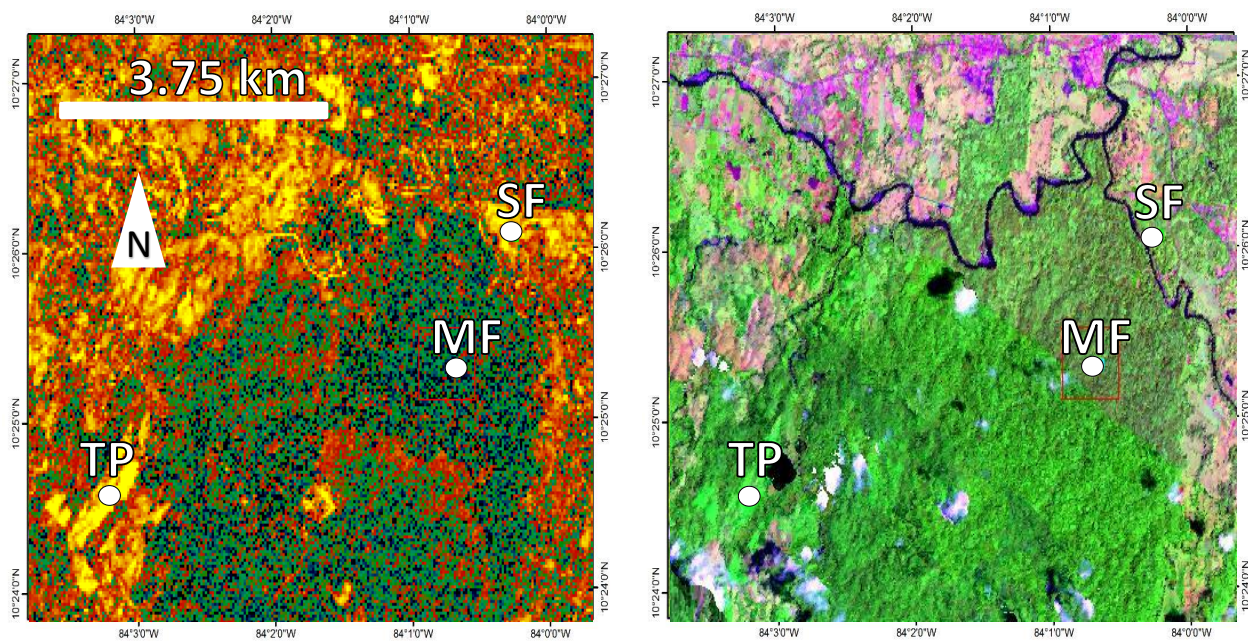 84°3'0"W 84°2'0"W 84°1'0"W 84°0'0"W
84°3'0"W 84°2'0"W 84°1'0"W 84°0'0"W
3.75 km
10°27'0"N 10°27'0"N 10°27'0"N 10°27'0"N
SF SF
N
10°26'0"N 10°26'0"N 10°26'0"N 10°26'0"N
MF MF
10°25'0"N 10°25'0"N 10°25'0"N 10°25'0"N
TP TP
10°24'0"N 10°24'0"N 10°24'0"N 10°24'0"N
84°3'0"W 84°2'0"W 84°1'0"W 84°0'0"W
84°3'0"W 84°2'0"W 84°1'0"W 84°0'0"W